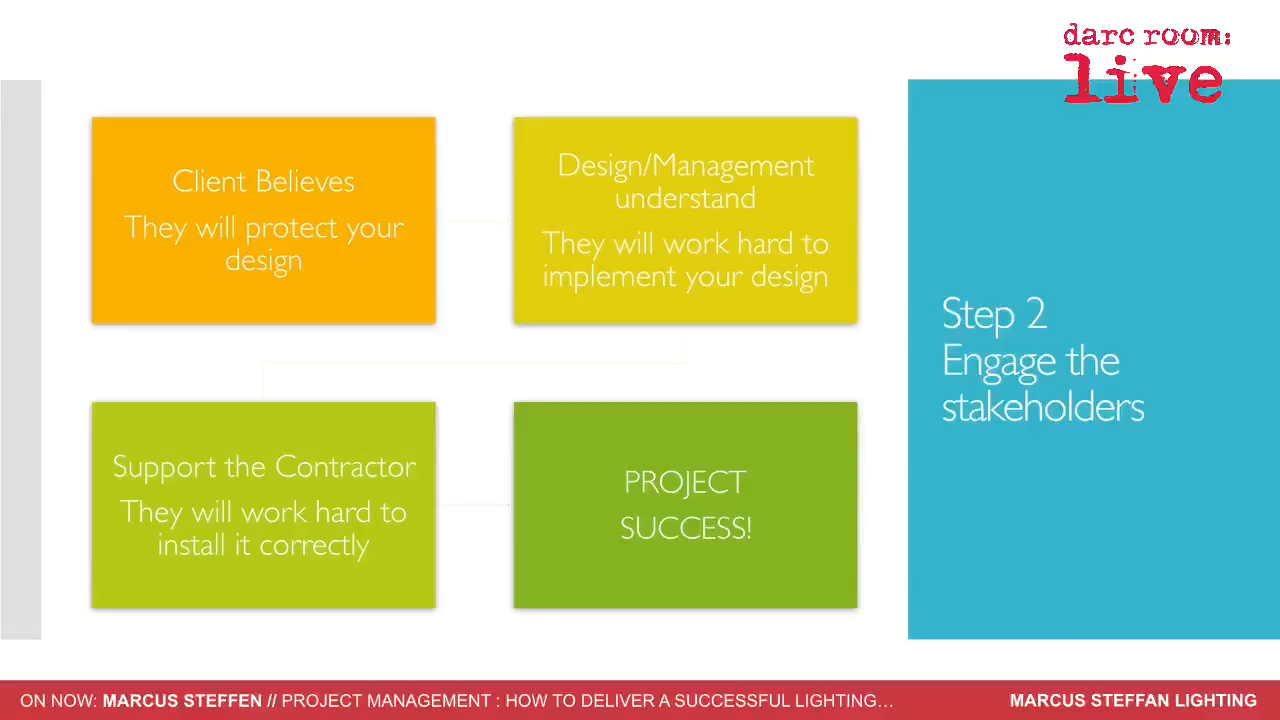 darc room:
live
Client Believes
They will protect your
design
Design/Management
understand
They will work hard to
implement your design
Support the Contractor
They will work hard to
install it correctly
PROJECT
SUCCESS!
Step 2
Engage the
stakeholders
ON NOW: MARCUS STEFFEN // PROJECT MANAGEMENT : HOW TO DELIVER A SUCCESSFUL LIGHTING...
MARCUS STEFFAN LIGHTING